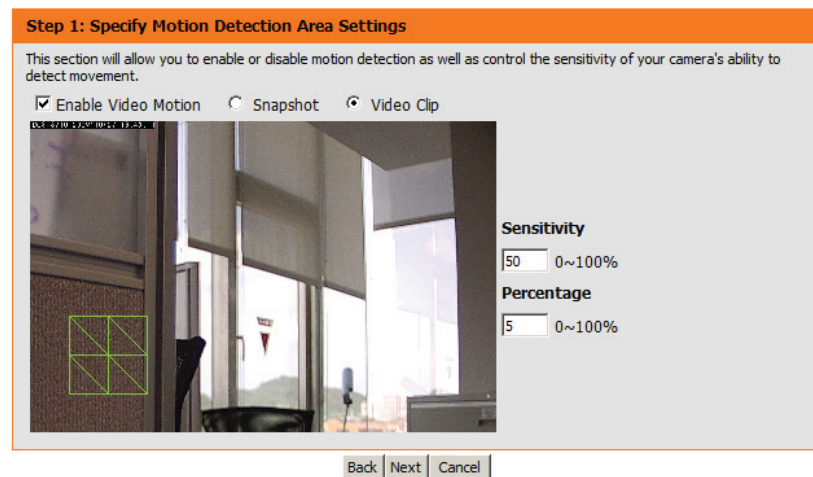 Step 1: Specify Motion Detection Area Settings
This section will allow you to enable or disable motion detection as well as control the sensitivity of your camera's ability to
detect movement.
Enable Video Motion Snapshot Video Clip
Sensitivity
50 0~100%
Percentage
5 0~100%
Back Next Cancel